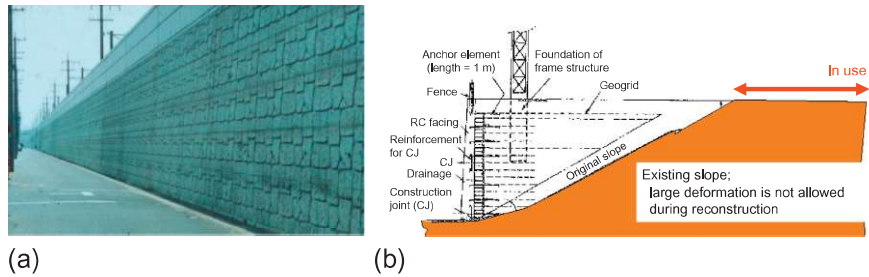 In use
Anchor element
(length = 1 m)
Foundation of
frame structure
Geogrid
Fence
RC facing
Reinforcement
for CJ
CJ
Drainage
Construction
joint (CJ)
Original slope
Existing slope;
large deformation is not allowed
during reconstruction
(a)
(b)